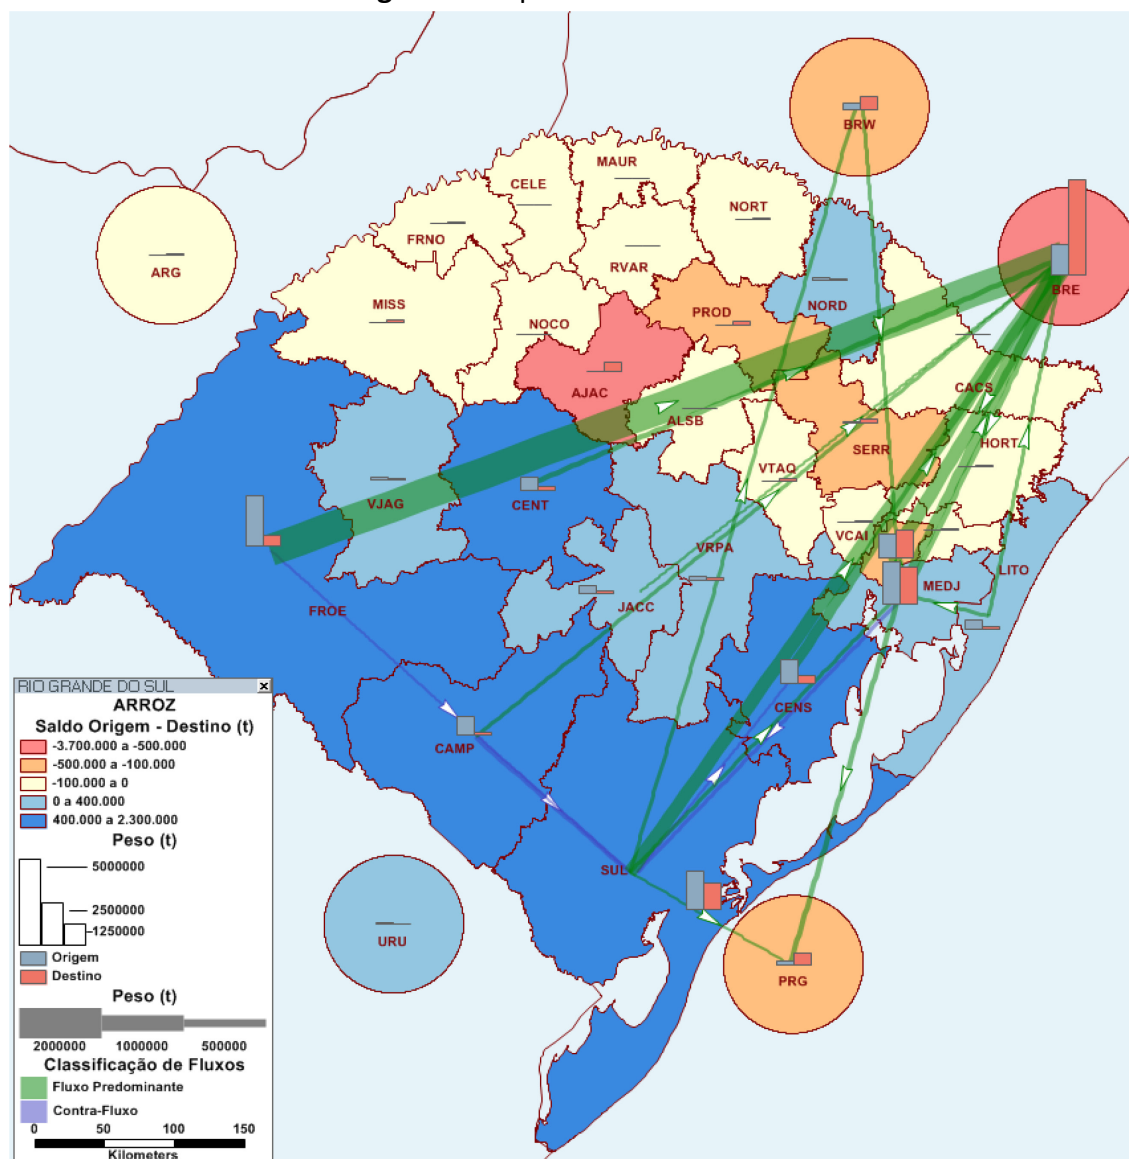 BRW
MAUR
CELE
NORT
FRNO
ARG
RVAR
BRE
MISS
PROD
NORD
NOCO
CACS
AJAC
ALSB
HORT
SERR
VTAQ
VJAG
CENT
VCAI
VRPA
LITO
MEDJ
JACC
FROE
CENS
CAMP
SUL
URU
PRG
RIO GRANDE DO SUL
ARROZ
Saldo Origem - Destino (t)
-3.700.000 a -500.000
-500.000 a -100.000
-100.000 a 0
0 a 400.000
400.000 a 2.300.000
Peso (t)
5000000
2500000
1250000
Origem
Destino
Peso (t)
2000000 1000000 500000
Classificação de Fluxos
Fluxo Predominante
Contra-Fluxo
0 50 100 150
Kilometers